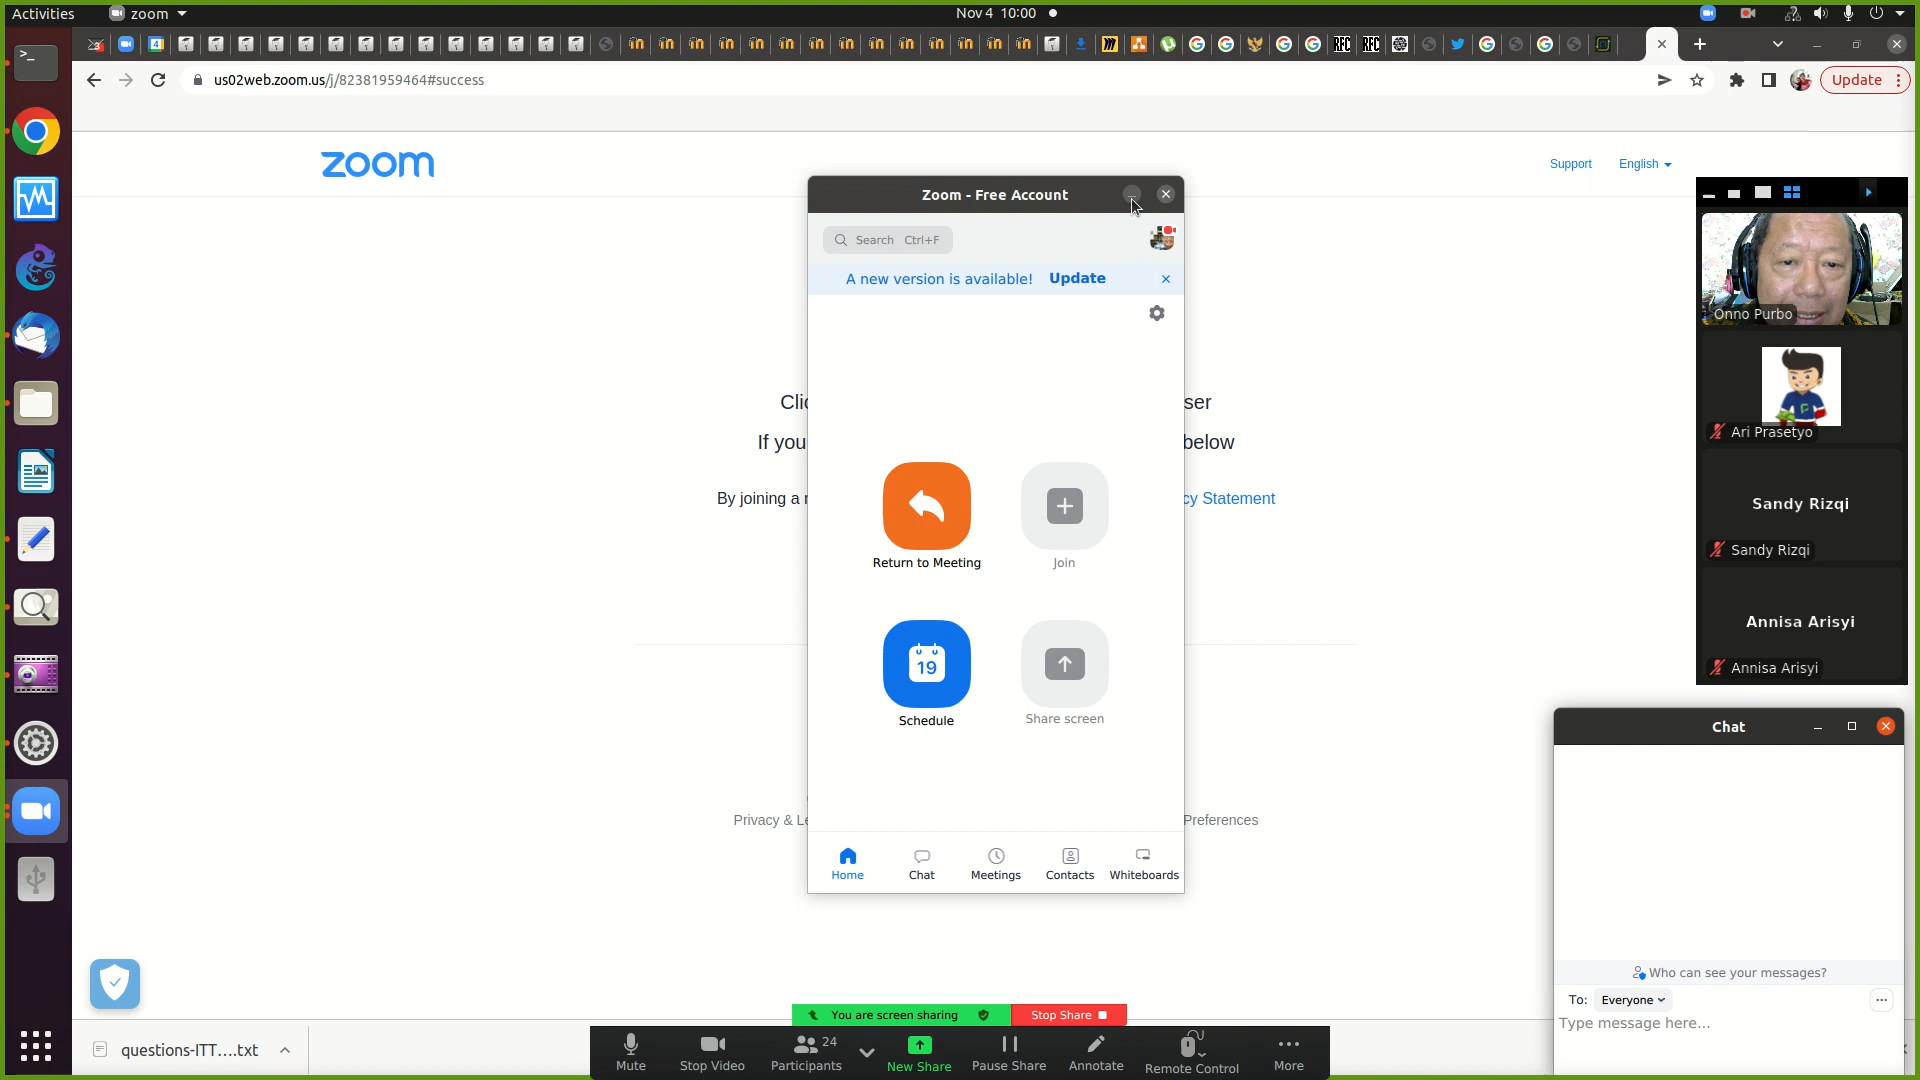 Activities
zoom
Nov 4 10:00
us02web.zoom.us/j/82381959464#success
Update
zoom
Support
English
Zoom - Free Account
Search Ctrl+F
A new version is available! Update
Clic
ser
If you
below
By joining a
cy Statement
Return to Meeting
Join
19
Schedule
Share screen
Privacy & Le
Preferences
Home
Chat
Meetings
Contacts
Whiteboards
Onno Purbo
Ari Prasetyo
Sandy Rizqi
Sandy Rizqi
Annisa Arisyi
Annisa Arisyi
Chat
Who can see your messages?
To: Everyone
Type message here...
You are screen sharing
Stop Share
questions-ITT....txt
Mute
Stop Video
Participants
24
New Share
Pause Share
Annotate
Remote Control
More